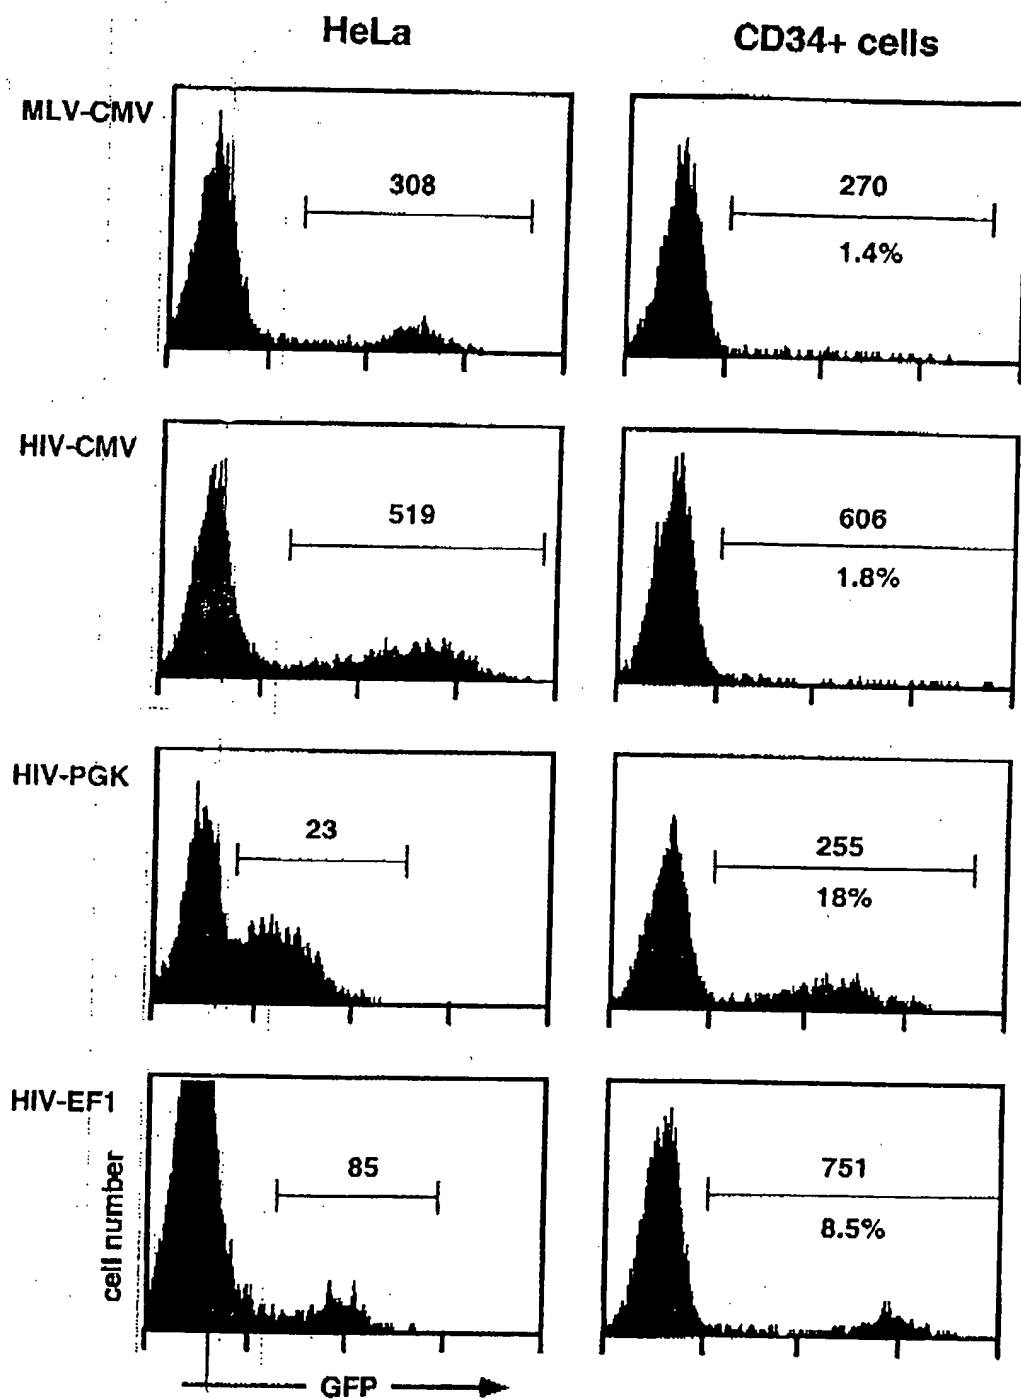 HeLa
CD34+ cells
MLV-CMV
308
270
1.4%
HIV-CMV
519
606
1.8%
HIV-PGK
23
255
18%
HIV-EF1
85
751
8.5%
cell number
GFP